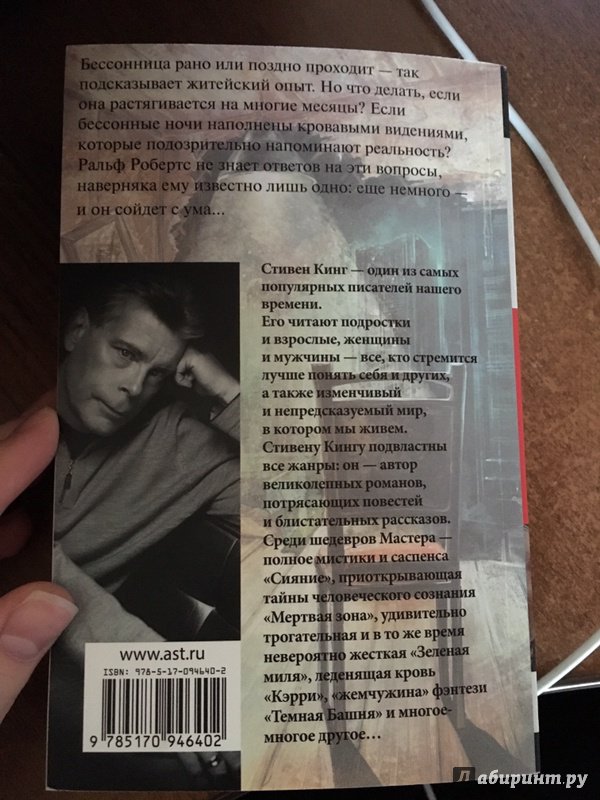 Бессонница рано или поздно проходит — так
подсказывает житейский опыт. Но что делать, если
она растягивается на многие месяцы? Если
бессонные ночи наполнены кровавыми видениями,
которые подозрительно напоминают реальность?
Ральф Робертс не знает ответов на эти вопросы,
наверняка ему известно лишь одно: еще немного —
и он сойдет с ума...
Стивен Кинг — один из самых
популярных писателей нашего
времени.
Его читают подростки
и взрослые, женщины
и мужчины — все, кто стремится
лучше понять себя и других,
а также изменчивый
и непредсказуемый мир,
в котором мы живем.
Стивену Кингу подвластны
все жанры: он — автор
великолепных романов,
потрясающих повестей
и блистательных рассказов.
Среди шедевров Мастера —
полное мистики и саспенса
«Сияние», приоткрывающая
тайны человеческого сознания
«Мертвая зона», удивительно
трогательная и в то же время
невероятно жесткая «Зеленая
миля», леденящая кровь
«Кэрри», «жемчужина» фэнтези
«Темная Башня» и многое-
многое другое…
www.ast.ru
ISBN: 978-5-17-094640-2
9 785170 946402
Лабиринт.ру